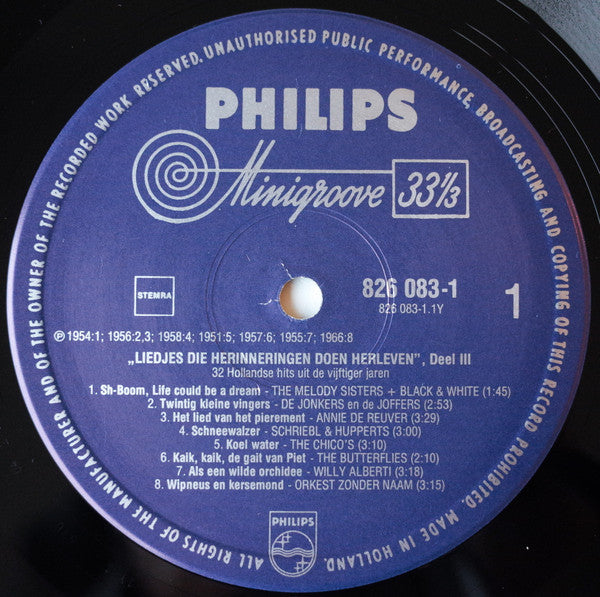 ALL RIGHTS OF THE MANUFACTURER AND OF THE OWNER OF THE RECORDED WORK RESERVED. UNAUTHORISED PUBLIC PERFORMANCE, BROADCASTING AND COPYING OF THIS RECORD PROHIBITED. MADE IN HOLLAND.
PHILIPS
Minigroove 33⅓
STEMRA
826 083-1
826 083-1.1Y
1
℗ 1954:1; 1956:2,3; 1958:4; 1951:5; 1957:6; 1955:7; 1966:8
„LIEDJES DIE HERINNERINGEN DOEN HERLEVEN", Deel III
32 Hollandse hits uit de vijftiger jaren
1. Sh-Boom, Life could be a dream - THE MELODY SISTERS + BLACK & WHITE (1:45)
2. Twintig kleine vingers - DE JONKERS en de JOFFERS (2:53)
3. Het lied van het pierement - ANNIE DE REUVER (3:29)
4. Schneewalzer - SCHRIEBL & HUPPERTS (3:00)
5. Koel water - THE CHICO'S (3:10)
6. Kaik, kaik, de gait van Piet - THE BUTTERFLIES (2:10)
7. Als een wilde orchidee - WILLY ALBERTI (3:18)
8. Wipneus en kersemond - ORKEST ZONDER NAAM (3:15)
PHILIPS